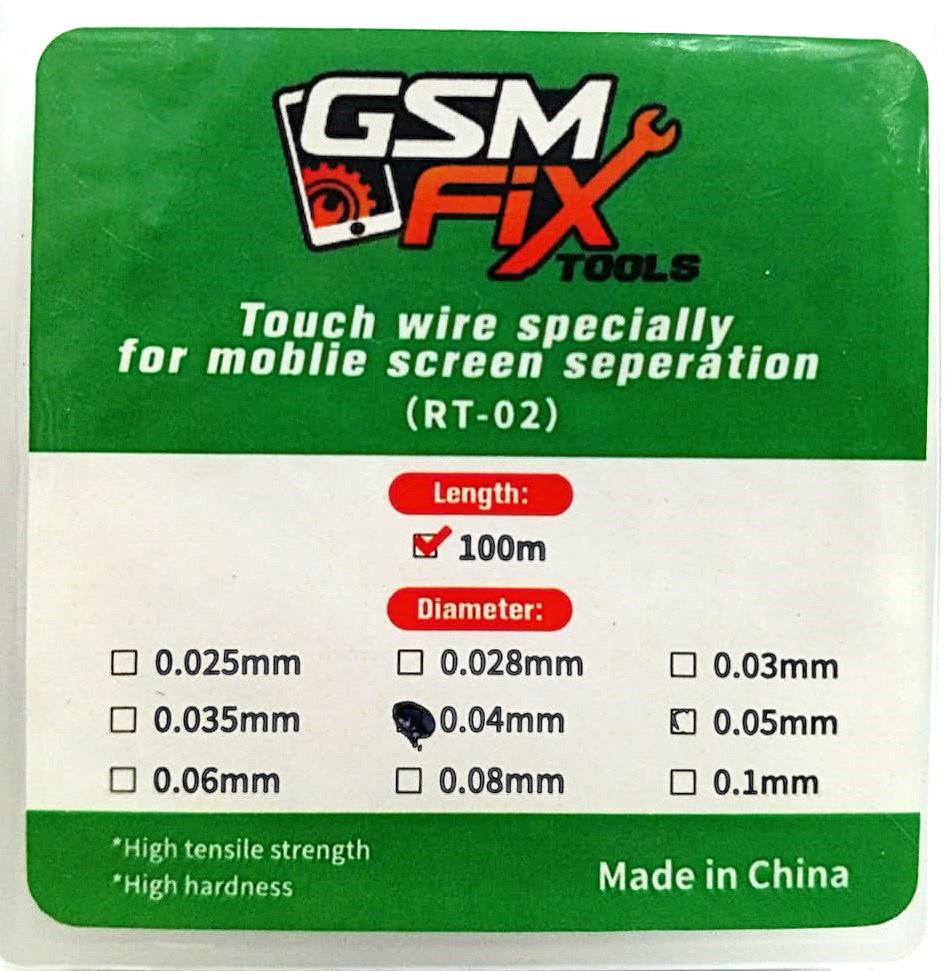 GSM
FiX
TOOLS
Touch wire specially
for moblie screen seperation
(RT-02)
Length:
100m
Diameter:
0.025mm 0.028mm 0.03mm
0.035mm 0.04mm 0.05mm
0.06mm 0.08mm 0.1mm
*High tensile strength
*High hardness
Made in China